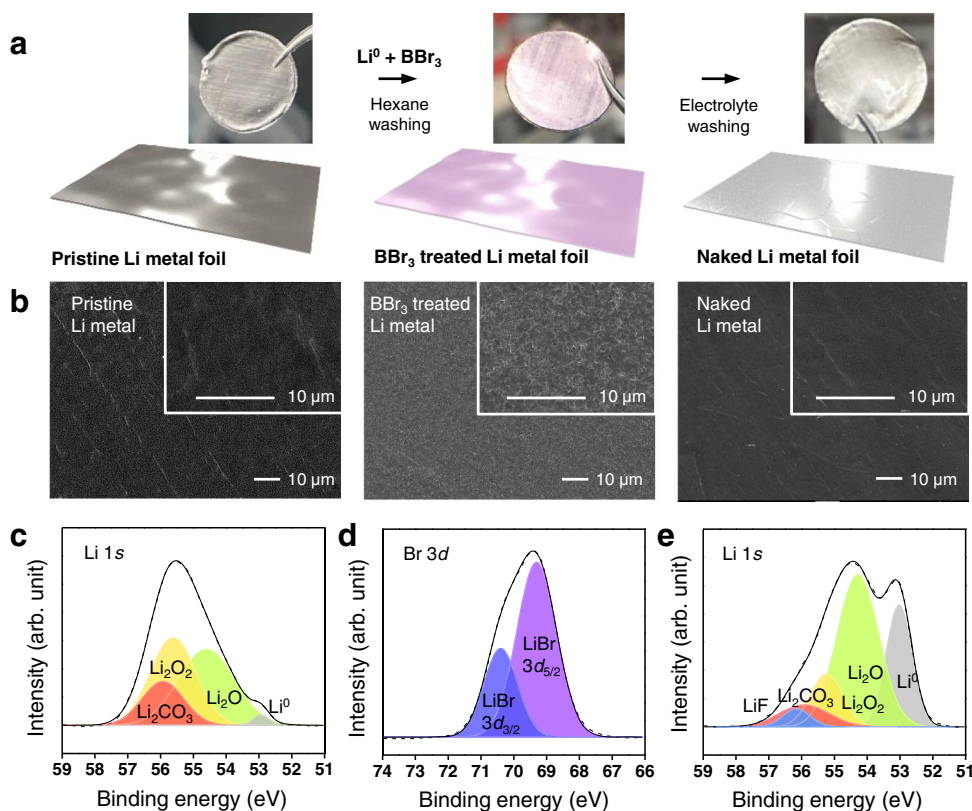 a
Li⁰ + BBr₃
Hexane
washing
Electrolyte
washing
Pristine Li metal foil
BBr₃ treated Li metal foil
Naked Li metal foil
b
Pristine
Li metal
10 μm
10 μm
BBr₃ treated
Li metal
10 μm
10 μm
Naked
Li metal
10 μm
10 μm
c
Li 1s
Intensity (arb. unit)
Li₂O₂
Li₂O
Li₂CO₃
Li⁰
59 58 57 56 55 54 53 52 51
Binding energy (eV)
d
Br 3d
Intensity (arb. unit)
LiBr
3d₅/₂
LiBr
3d₃/₂
74 73 72 71 70 69 68 67 66
Binding energy (eV)
e
Li 1s
Intensity (arb. unit)
LiF
Li₂CO₃
Li₂O
Li₂O₂
Li⁰
59 58 57 56 55 54 53 52 51
Binding energy (eV)